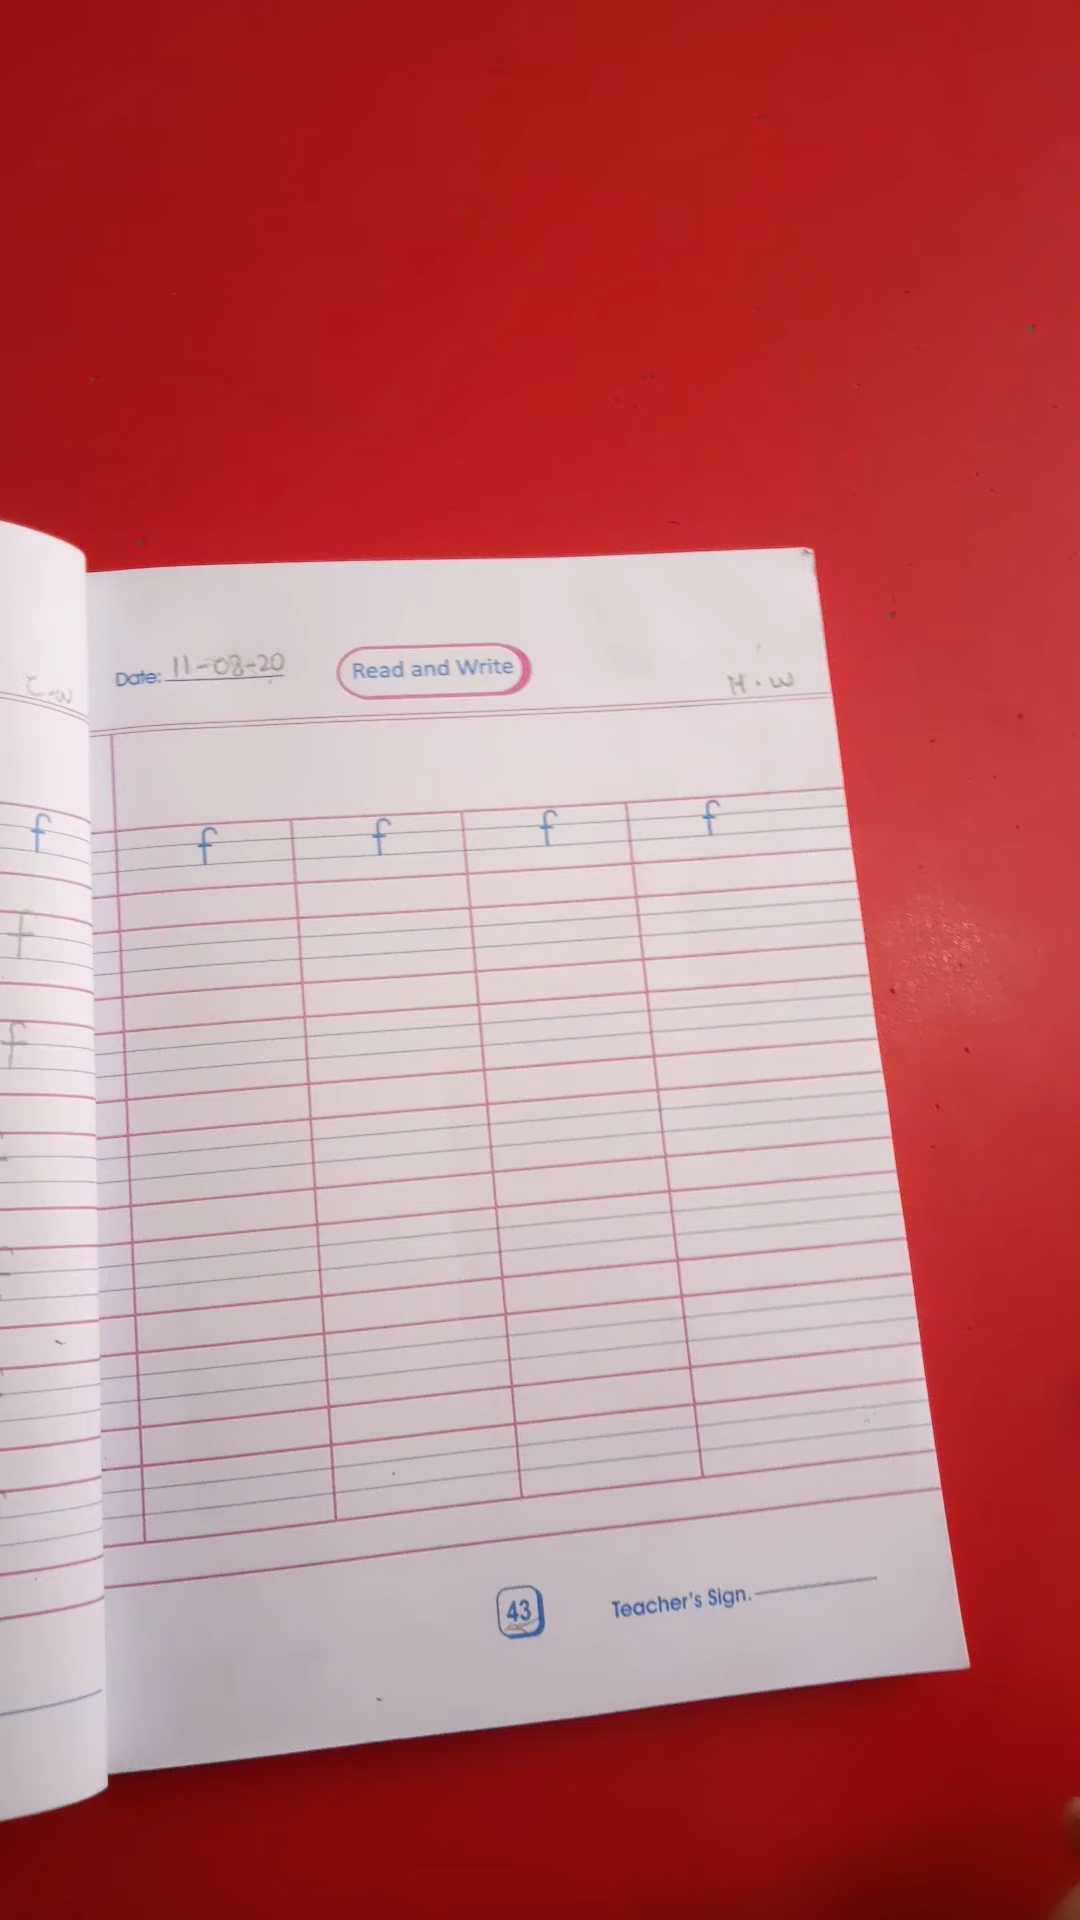 C.W
f
f
f
Date: 11-08-20 Read and Write H.W
f f f f
43 Teacher's Sign.